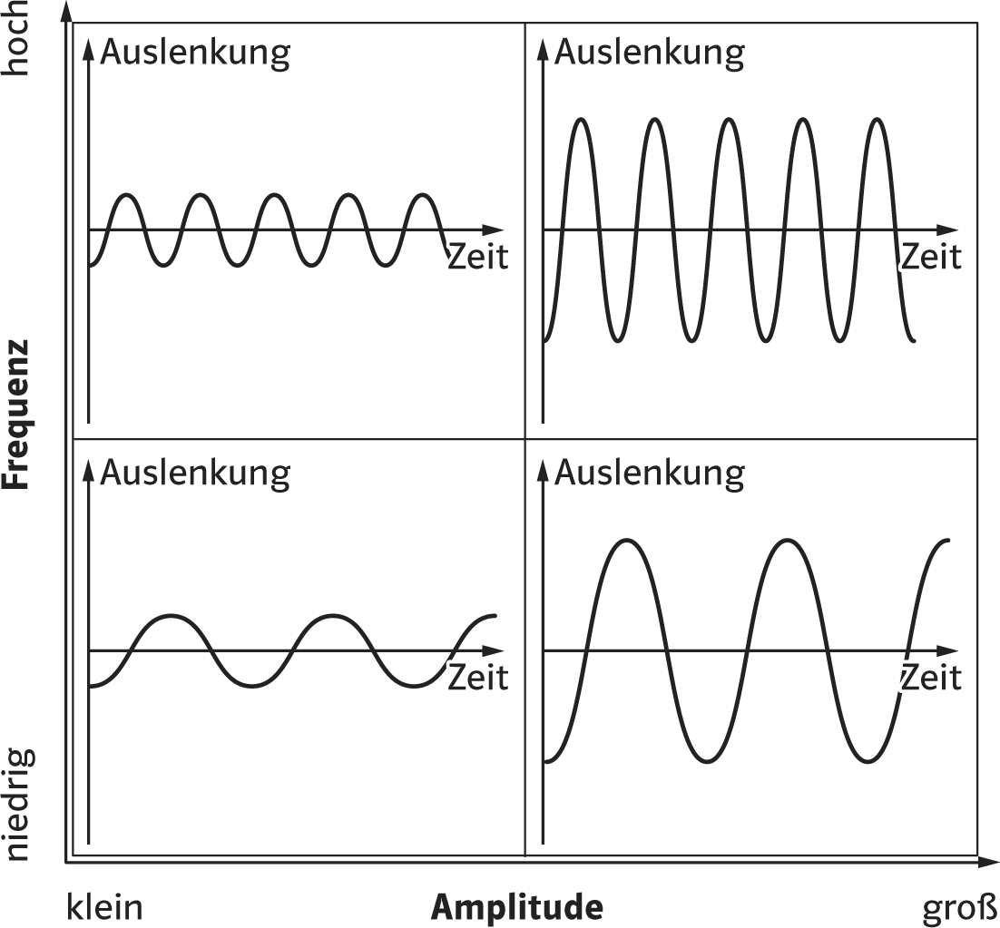 hoch
Auslenkung
Zeit
Auslenkung
Zeit
Frequenz
Auslenkung
Zeit
Auslenkung
Zeit
niedrig
klein
Amplitude
groß